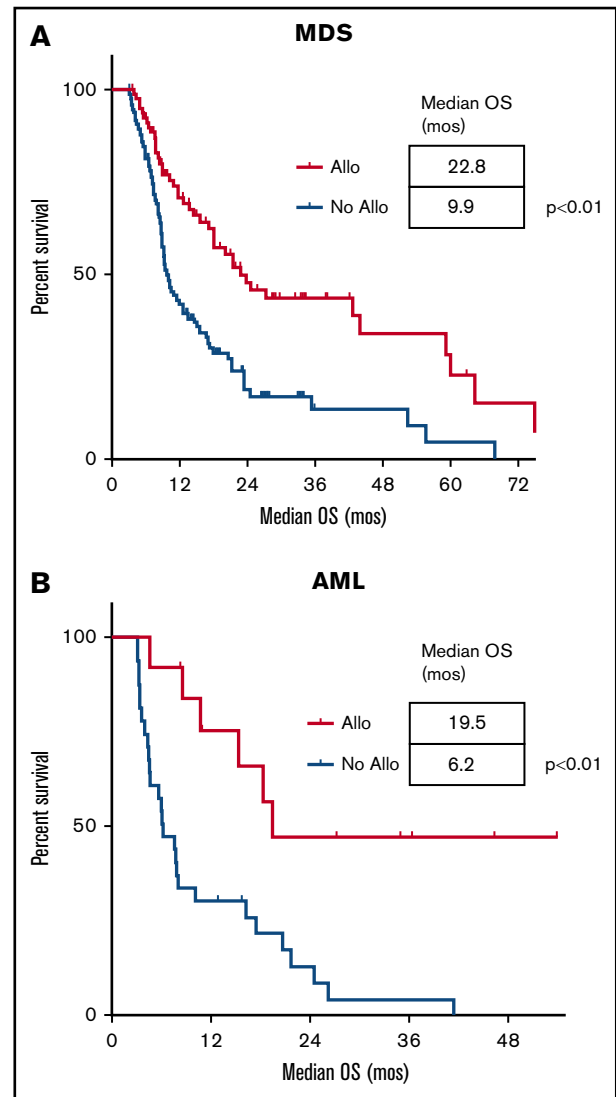 A
MDS
Percent survival
100
50
0
Median OS
(mos)
Allo
22.8
No Allo
9.9
p<0.01
0 12 24 36 48 60 72
Median OS (mos)
B
AML
Percent survival
100
50
0
Median OS
(mos)
Allo
19.5
No Allo
6.2
p<0.01
0 12 24 36 48
Median OS (mos)